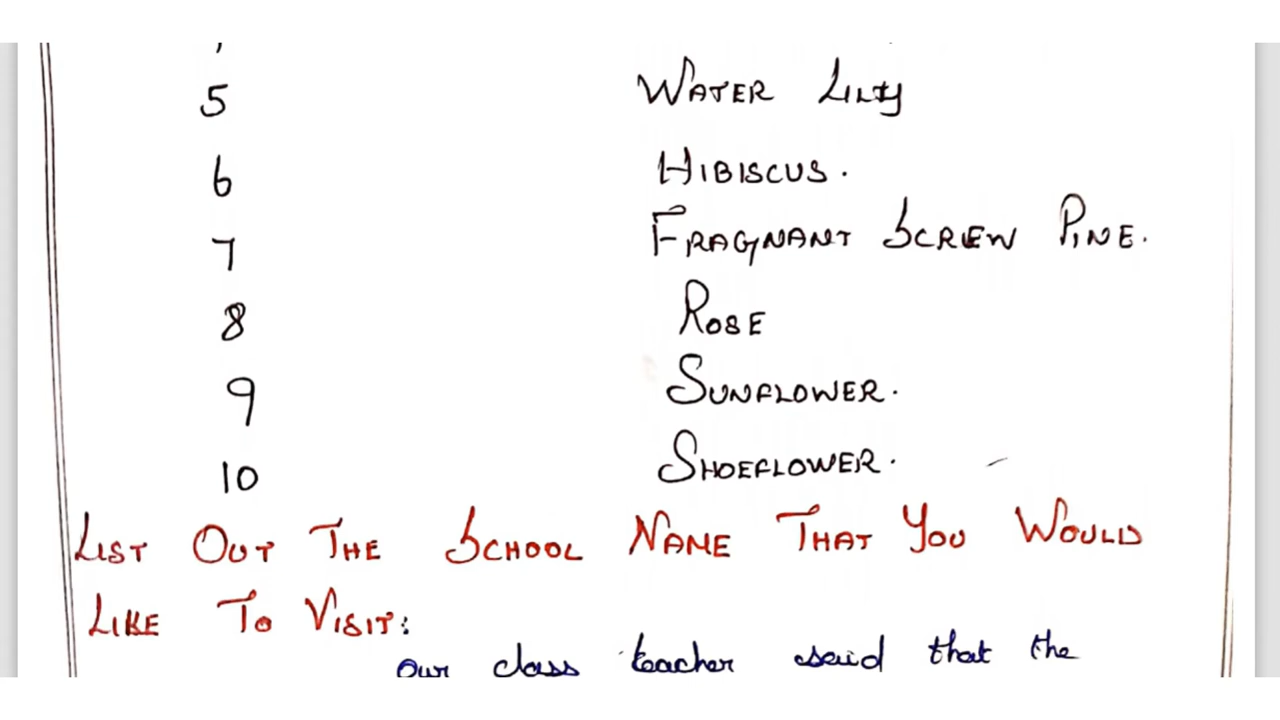 5 WATER LILY
6 HIBISCUS.
7 FRAGNANT SCREW PINE.
8 ROSE
9 SUNFLOWER.
10 SHOEFLOWER.
LIST OUT THE SCHOOL NAME THAT YOU WOULD
LIKE TO VISIT:
our class teacher said that the